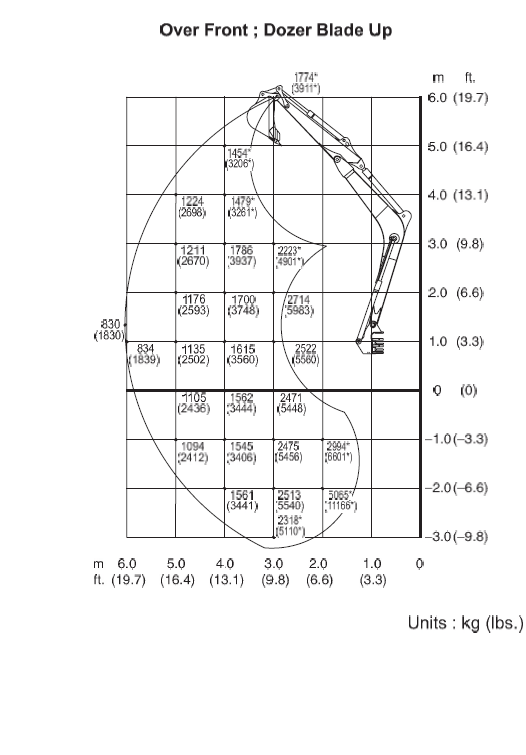 Over Front ; Dozer Blade Up
m ft.
1774*
(3911*)
6.0 (19.7)
1454*
(3206*)
5.0 (16.4)
4.0 (13.1)
1224 1479*
(2698) (3261*)
3.0 (9.8)
1211 1786 2223*
(2670) (3937) (4901*)
2.0 (6.6)
1176 1700 2714
(2593) (3748) (5983)
830
(1830)
1.0 (3.3)
834 1135 1615 2522
(1839) (2502) (3560) (5560)
0 (0)
1105 1562 2471
(2436) (3444) (5448)
−1.0 (−3.3)
1094 1545 2475 2994*
(2412) (3406) (5456) (6601*)
−2.0 (−6.6)
1561 2513 5065*
(3441) (5540) (11166*)
2318*
(5110*)
−3.0 (−9.8)
m 6.0 5.0 4.0 3.0 2.0 1.0 0
ft. (19.7) (16.4) (13.1) (9.8) (6.6) (3.3)
Units : kg (lbs.)